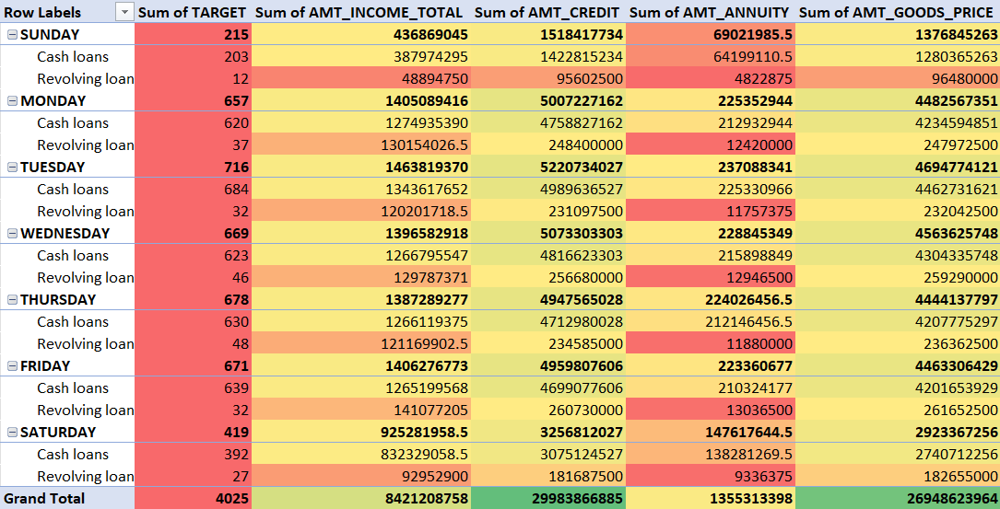 Row Labels Sum of TARGET Sum of AMT_INCOME_TOTAL Sum of AMT_CREDIT Sum of AMT_ANNUITY Sum of AMT_GOODS_PRICE
SUNDAY 215 436869045 1518417734 69021985.5 1376845263
Cash loans 203 387974295 1422815234 64199110.5 1280365263
Revolving loan 12 48894750 95602500 4822875 96480000
MONDAY 657 1405089416 5007227162 225352944 4482567351
Cash loans 620 1274935390 4758827162 212932944 4234594851
Revolving loan 37 130154026.5 248400000 12420000 247972500
TUESDAY 716 1463819370 5220734027 237088341 4694774121
Cash loans 684 1343617652 4989636527 225330966 4462731621
Revolving loan 32 120201718.5 231097500 11757375 232042500
WEDNESDAY 669 1396582918 5073303303 228845349 4563625748
Cash loans 623 1266795547 4816623303 215898849 4304335748
Revolving loan 46 129787371 256680000 12946500 259290000
THURSDAY 678 1387289277 4947565028 224026456.5 4444137797
Cash loans 630 1266119375 4712980028 212146456.5 4207775297
Revolving loan 48 121169902.5 234585000 11880000 236362500
FRIDAY 671 1406276773 4959807606 223360677 4463306429
Cash loans 639 1265199568 4699077606 210324177 4201653929
Revolving loan 32 141077205 260730000 13036500 261652500
SATURDAY 419 925281958.5 3256812027 147617644.5 2923367256
Cash loans 392 832329058.5 3075124527 138281269.5 2740712256
Revolving loan 27 92952900 181687500 9336375 182655000
Grand Total 4025 8421208758 29983866885 1355313398 26948623964